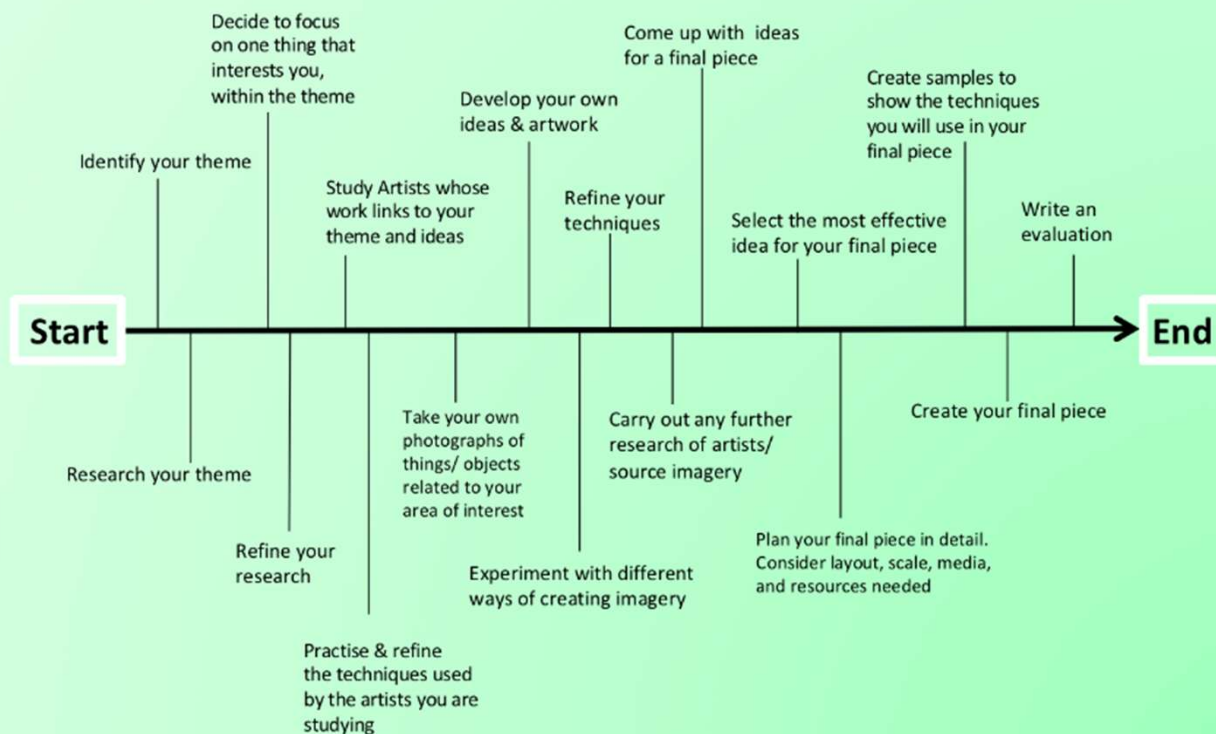 Start
Identify your theme
Research your theme
Decide to focus
on one thing that
interests you,
within the theme
Refine your
research
Study Artists whose
work links to your
theme and ideas
Practise & refine
the techniques used
by the artists you are
studying
Take your own
photographs of
things/ objects
related to your
area of interest
Develop your own
ideas & artwork
Experiment with different
ways of creating imagery
Refine your
techniques
Carry out any further
research of artists/
source imagery
Come up with ideas
for a final piece
Select the most effective
idea for your final piece
Plan your final piece in detail.
Consider layout, scale, media,
and resources needed
Create samples to
show the techniques
you will use in your
final piece
Create your final piece
Write an
evaluation
End